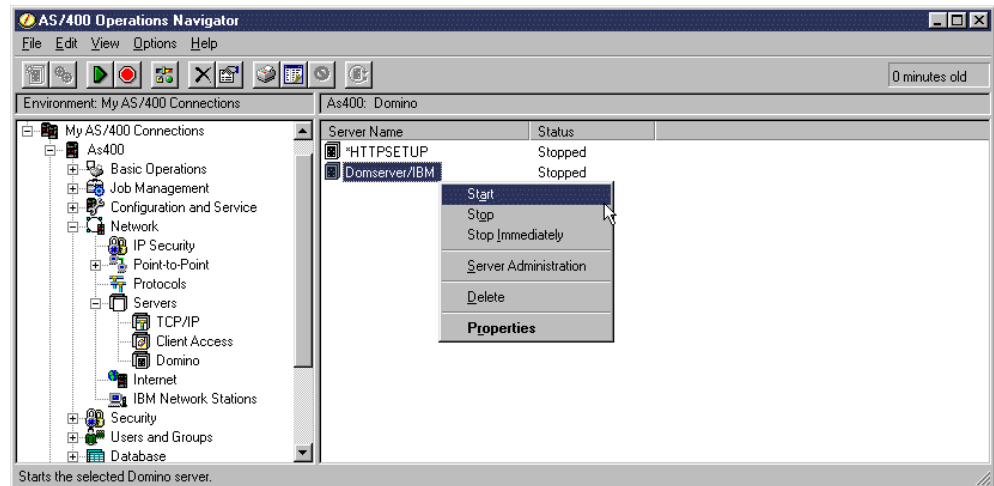 AS/400 Operations Navigator
File Edit View Options Help
0 minutes old
Environment: My AS/400 Connections
As400: Domino
My AS/400 Connections
As400
Basic Operations
Job Management
Configuration and Service
Network
IP Security
Point-to-Point
Protocols
Servers
TCP/IP
Client Access
Domino
Internet
IBM Network Stations
Security
Users and Groups
Database
Server Name Status
*HTTPSETUP Stopped
Domserver/IBM Stopped
Start
Stop
Stop Immediately
Server Administration
Delete
Properties
Starts the selected Domino server.